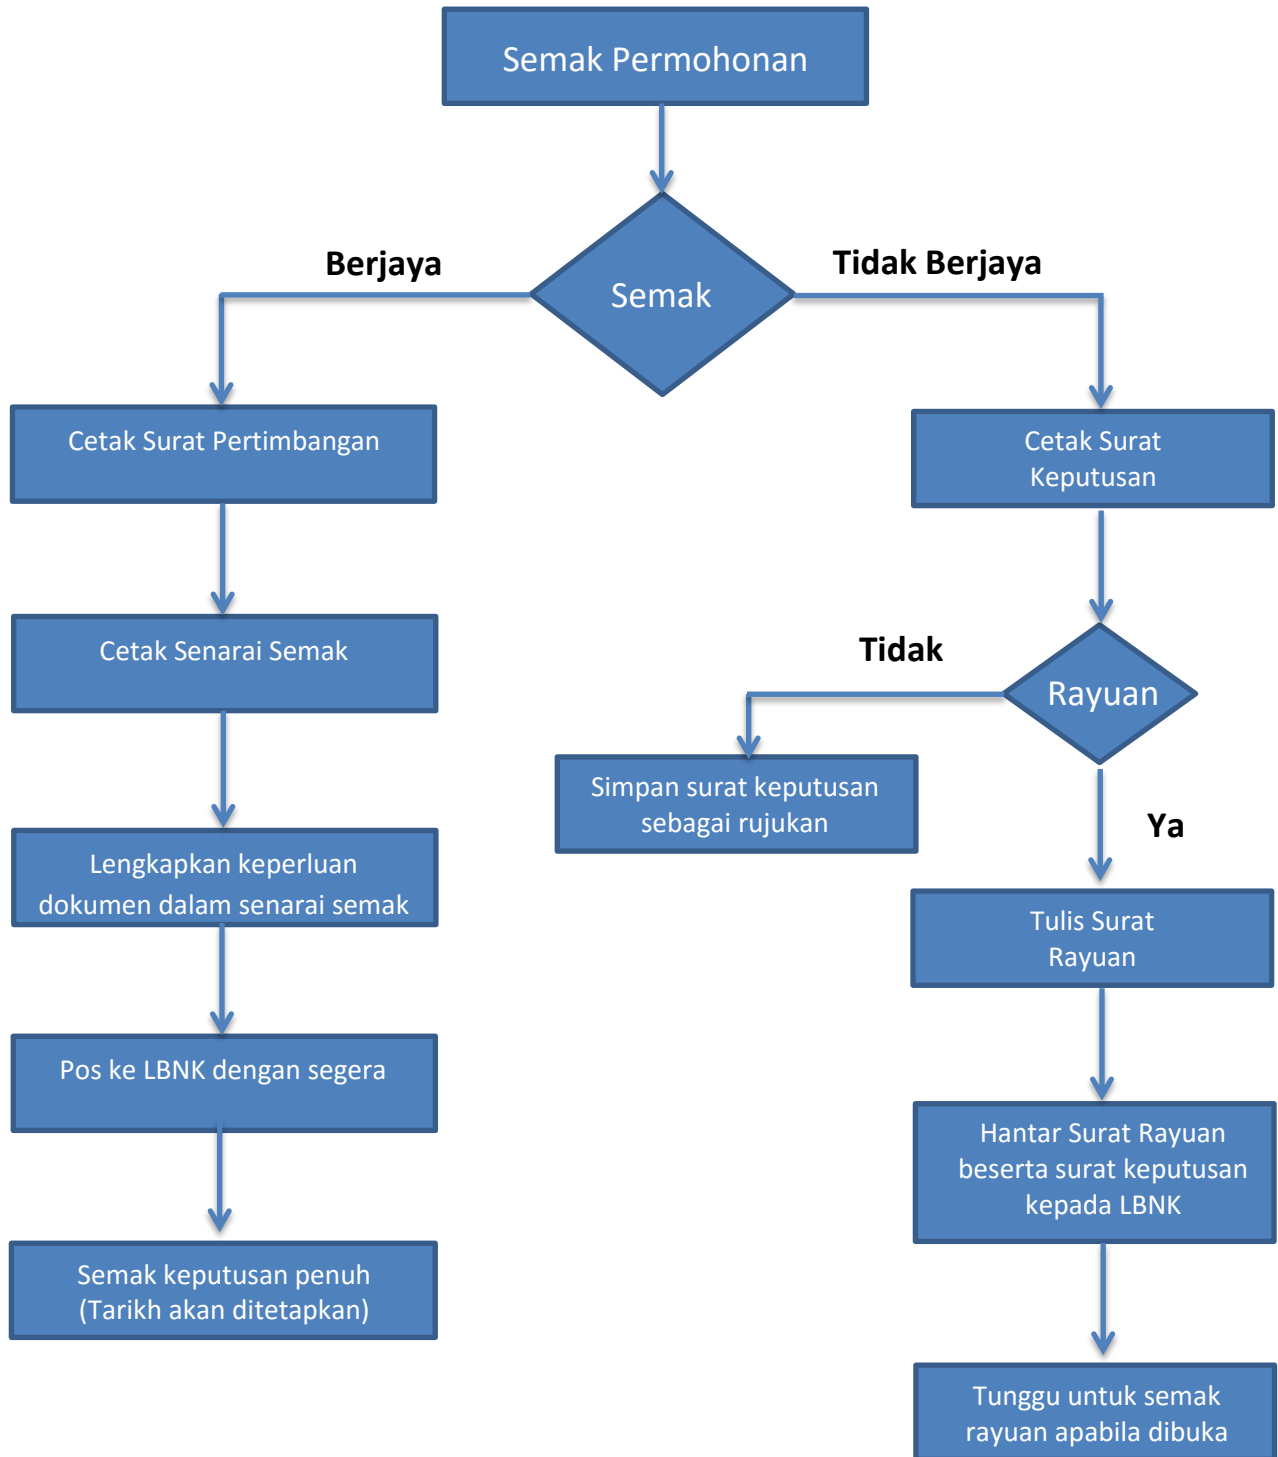 Semak Permohonan
Berjaya
Tidak Berjaya
Semak
Cetak Surat Pertimbangan
Cetak Surat
Keputusan
Cetak Senarai Semak
Tidak
Rayuan
Simpan surat keputusan
sebagai rujukan
Ya
Lengkapkan keperluan
dokumen dalam senarai semak
Tulis Surat
Rayuan
Pos ke LBNK dengan segera
Hantar Surat Rayuan
beserta surat keputusan
kepada LBNK
Semak keputusan penuh
(Tarikh akan ditetapkan)
Tunggu untuk semak
rayuan apabila dibuka